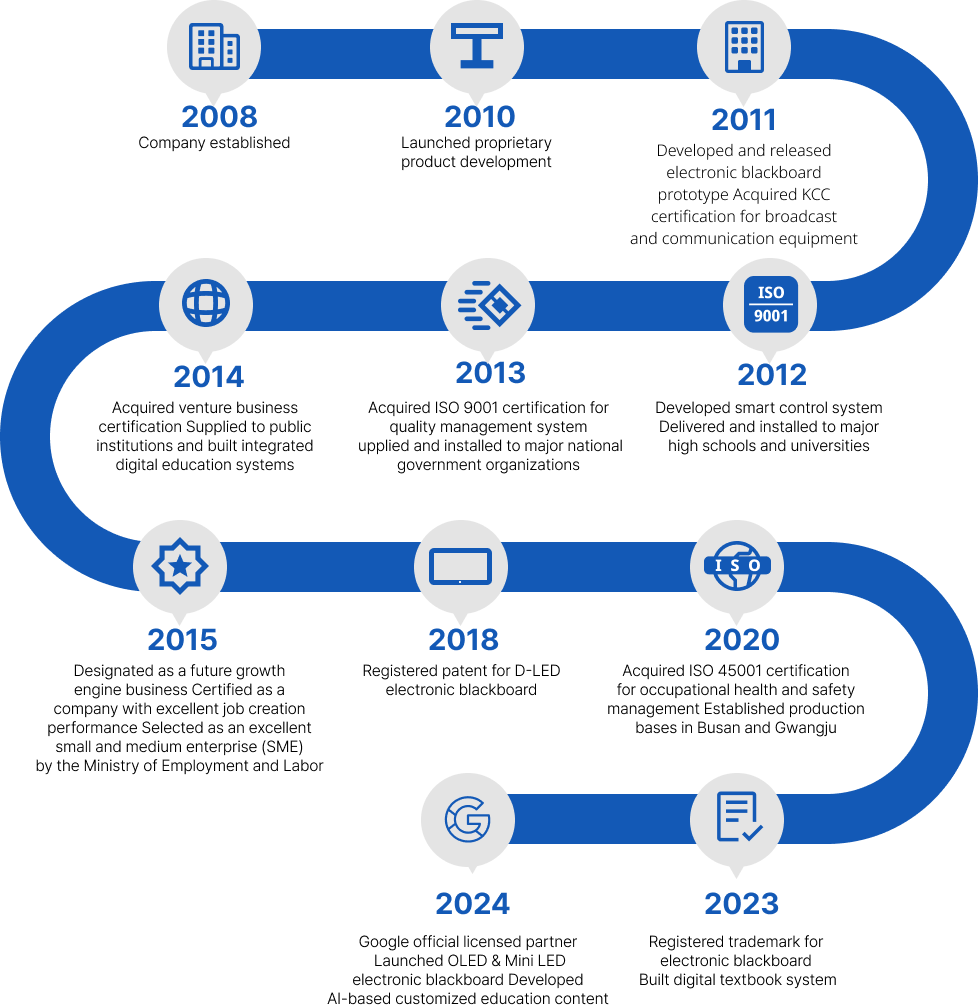 2008
Company established
2010
Launched proprietary
product development
2011
Developed and released
electronic blackboard
prototype Acquired KCC
certification for broadcast
and communication equipment
ISO
9001
2012
Developed smart control system
Delivered and installed to major
high schools and universities
2013
Acquired ISO 9001 certification for
quality management system
upplied and installed to major national
government organizations
2014
Acquired venture business
certification Supplied to public
institutions and built integrated
digital education systems
2015
Designated as a future growth
engine business Certified as a
company with excellent job creation
performance Selected as an excellent
small and medium enterprise (SME)
by the Ministry of Employment and Labor
2018
Registered patent for D-LED
electronic blackboard
ISO
2020
Acquired ISO 45001 certification
for occupational health and safety
management Established production
bases in Busan and Gwangju
2023
Registered trademark for
electronic blackboard
Built digital textbook system
G
2024
Google official licensed partner
Launched OLED & Mini LED
electronic blackboard Developed
AI-based customized education content